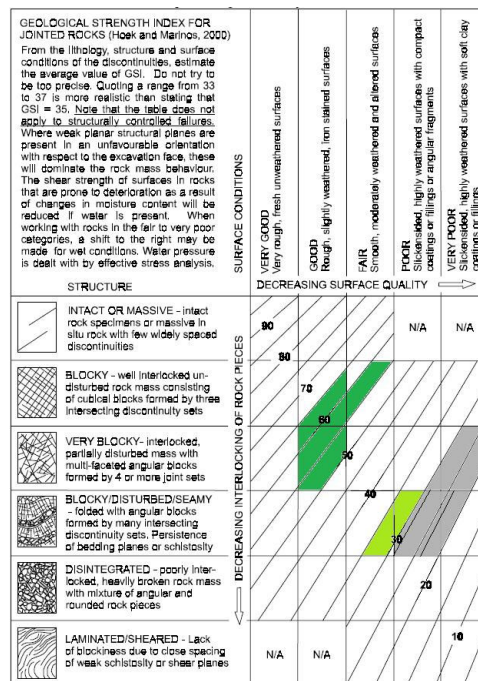 GEOLOGICAL STRENGTH INDEX FOR
JOINTED ROCKS (Hoek and Marinos, 2000)
From the lithology, structure and surface
conditions of the discontinuities, estimate
the average value of GSI. Do not try to
be too precise. Quoting a range from 33
to 37 is more realistic than stating that
GSI = 35. Note that the table does not
apply to structurally controlled failures.
Where weak planar structural planes are
present in an unfavourable orientation
with respect to the excavation face, these
will dominate the rock mass behaviour.
The shear strength of surfaces in rocks
that are prone to deterioration as a result
of changes in moisture content will be
reduced if water is present. When
working with rocks in the fair to very poor
categories, a shift to the right may be
made for wet conditions. Water pressure
is dealt with by effective stress analysis.
SURFACE CONDITIONS
VERY GOOD
Very rough, fresh unweathered surfaces
GOOD
Rough, slightly weathered, iron stained surfaces
FAIR
Smooth, moderately weathered and altered surfaces
POOR
Slickensided, highly weathered surfaces with compact
coatings or fillings or angular fragments
VERY POOR
Slickensided, highly weathered surfaces with soft clay
coatings or fillings
STRUCTURE
DECREASING SURFACE QUALITY
DECREASING INTERLOCKING OF ROCK PIECES
INTACT OR MASSIVE - intact
rock specimens or massive in
situ rock with few widely spaced
discontinuities
BLOCKY - well interlocked un-
disturbed rock mass consisting
of cubical blocks formed by three
intersecting discontinuity sets
VERY BLOCKY- interlocked,
partially disturbed mass with
multi-faceted angular blocks
formed by 4 or more joint sets
BLOCKY/DISTURBED/SEAMY
- folded with angular blocks
formed by many intersecting
discontinuity sets. Persistence
of bedding planes or schistosity
DISINTEGRATED - poorly inter-
locked, heavily broken rock mass
with mixture of angular and
rounded rock pieces
LAMINATED/SHEARED - Lack
of blockiness due to close spacing
of weak schistosity or shear planes
90
80
70
60
50
40
30
20
10
N/A
N/A
N/A
N/A